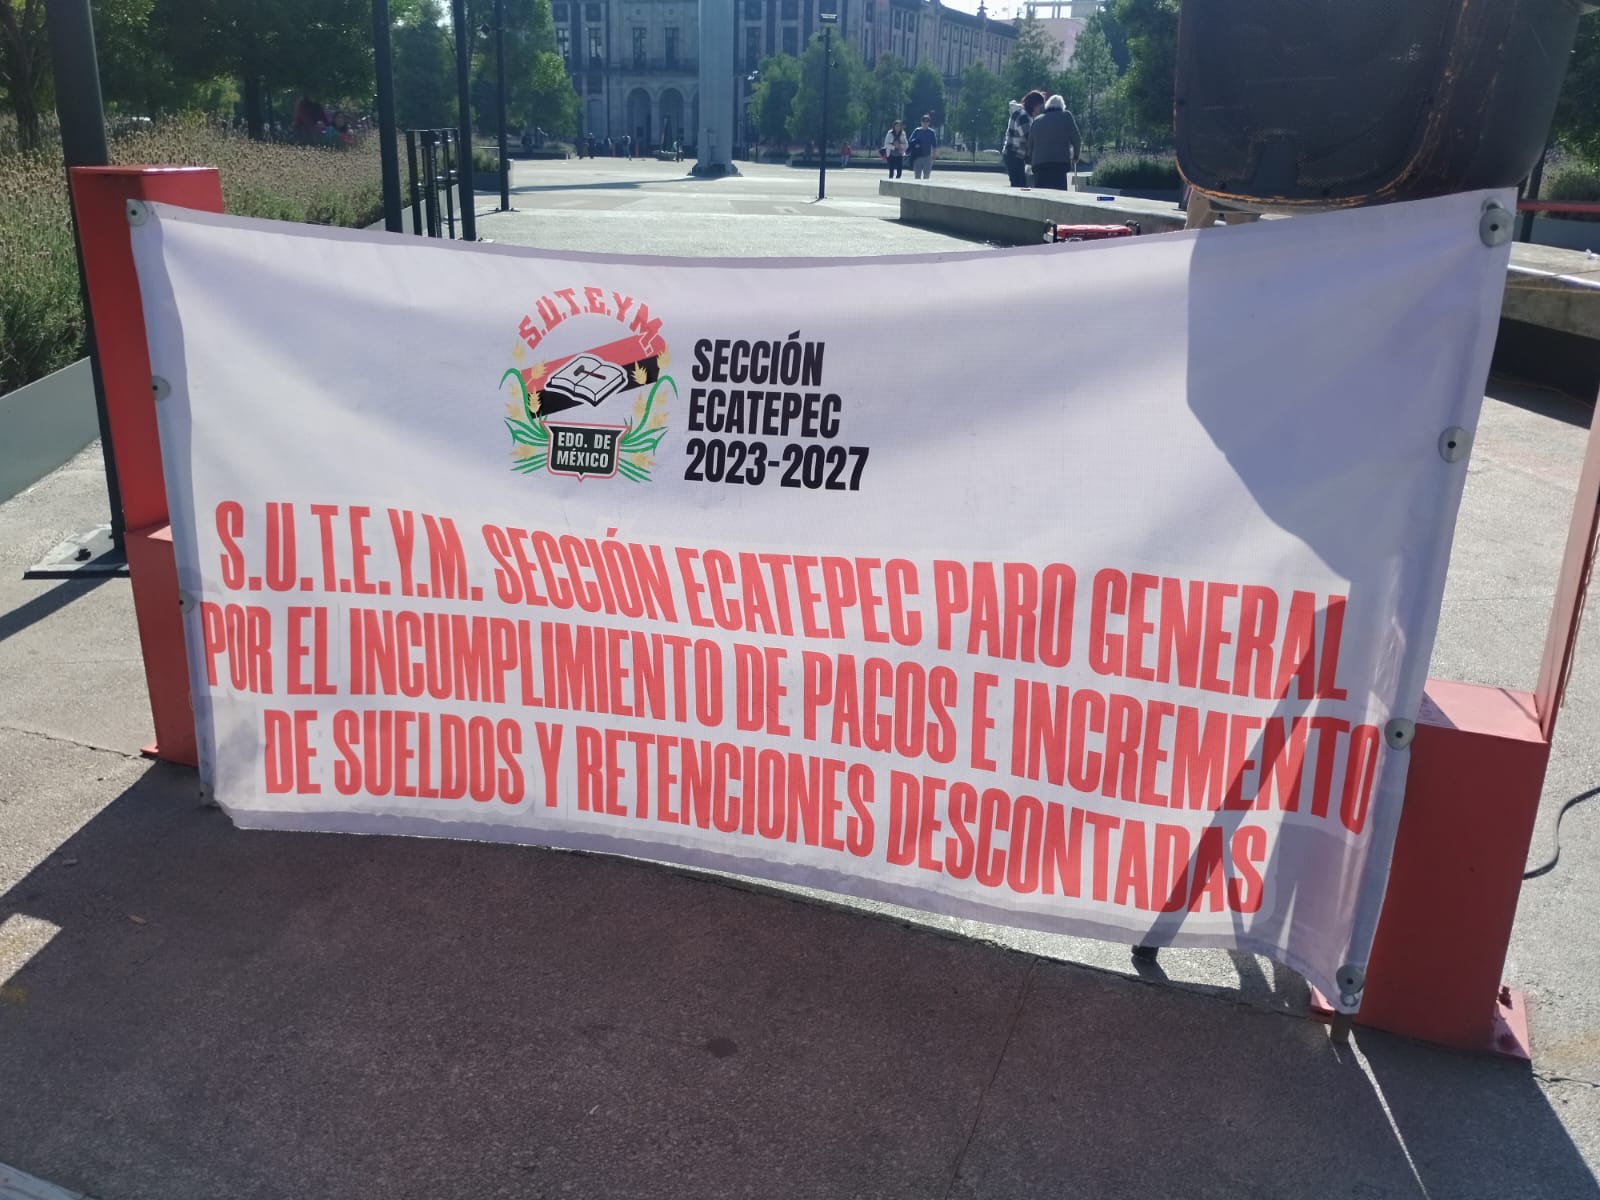 S.U.T.E.Y M.
EDO. DE
MÉXICO
SECCIÓN
ECATEPEC
2023-2027
S.U.T.E.Y.M. SECCIÓN ECATEPEC PARO GENERAL
POR EL INCUMPLIMIENTO DE PAGOS E INCREMENTO
DE SUELDOS Y RETENCIONES DESCONTADAS